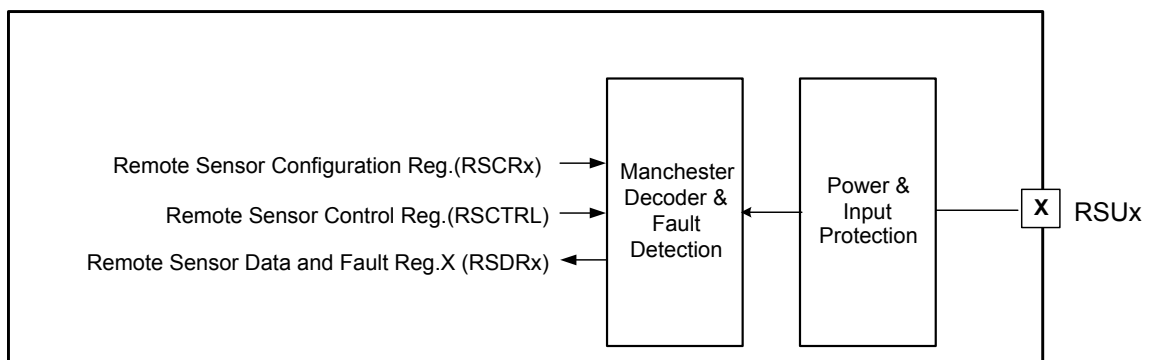 Remote Sensor Configuration Reg.(RSCRx)
Remote Sensor Control Reg.(RSCTRL)
Remote Sensor Data and Fault Reg.X (RSDRx)
Manchester
Decoder &
Fault
Detection
Power &
Input
Protection
X
RSUx